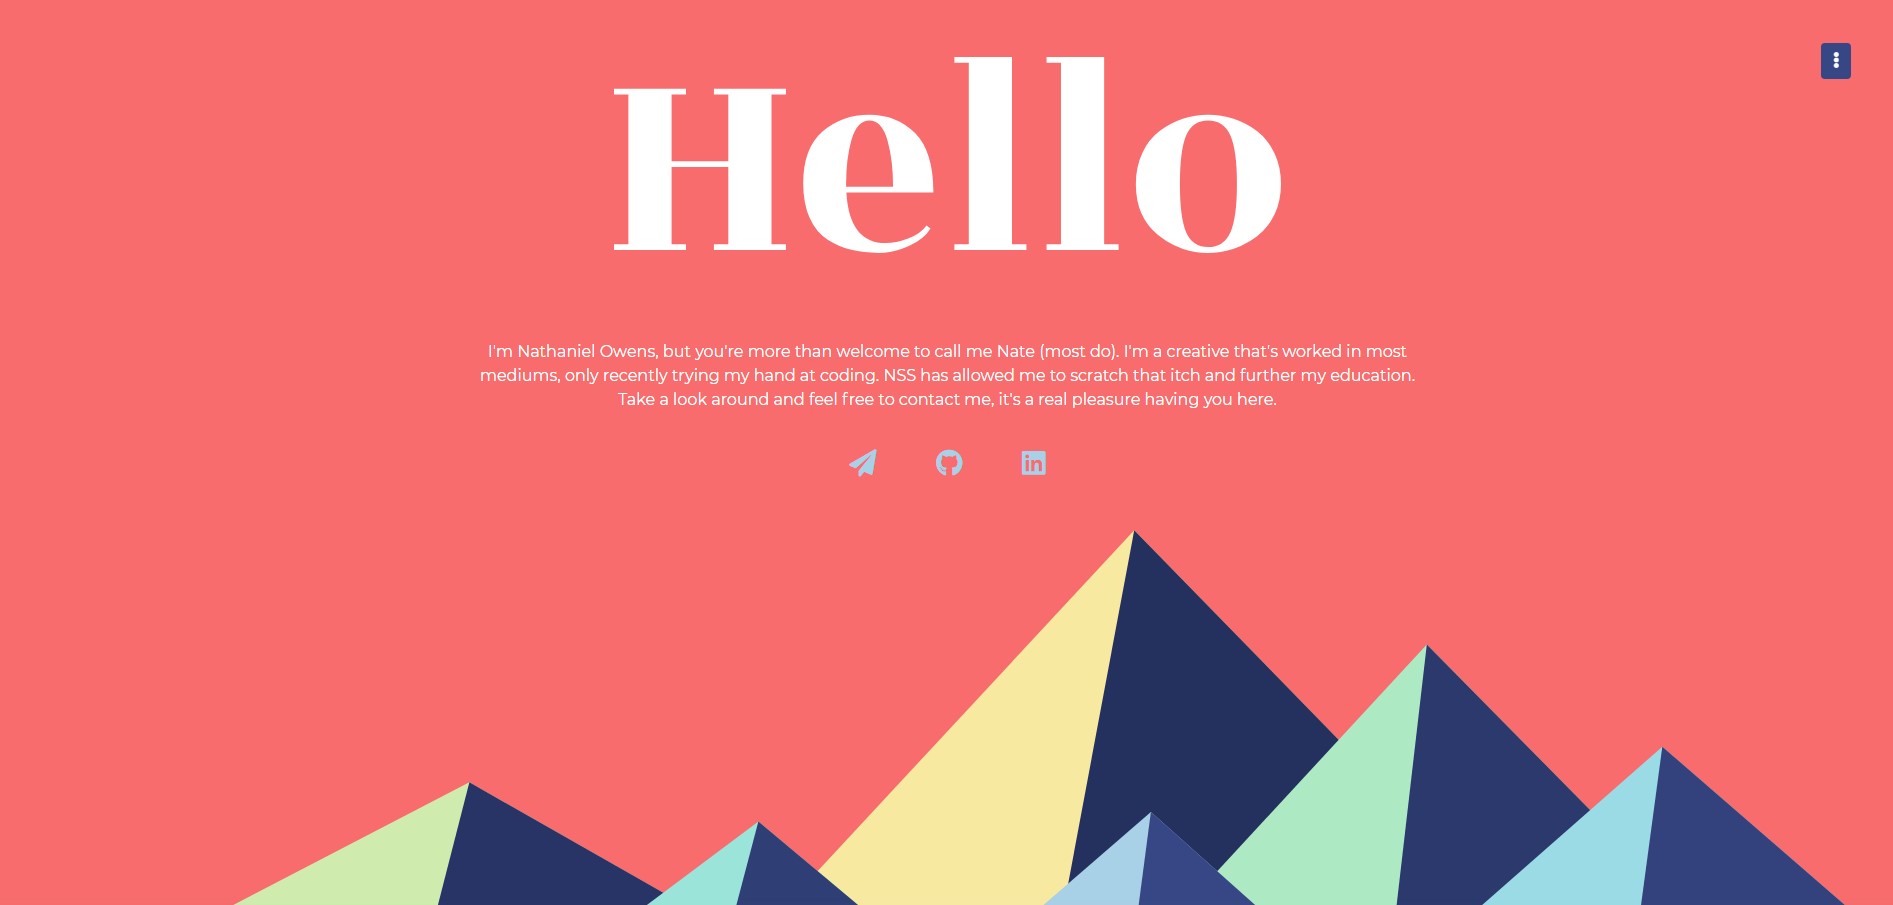 Hello
I'm Nathaniel Owens, but you're more than welcome to call me Nate (most do). I'm a creative that's worked in most
mediums, only recently trying my hand at coding. NSS has allowed me to scratch that itch and further my education.
Take a look around and feel free to contact me, it's a real pleasure having you here.
in